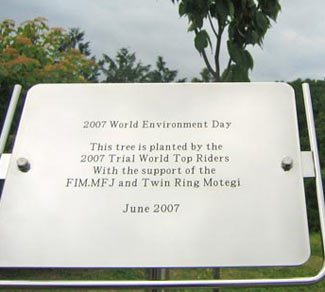 2007 World Environment Day
This tree is planted by the
2007 Trial World Top Riders
With the support of the
FIM.MFJ and Twin Ring Motegi
June 2007